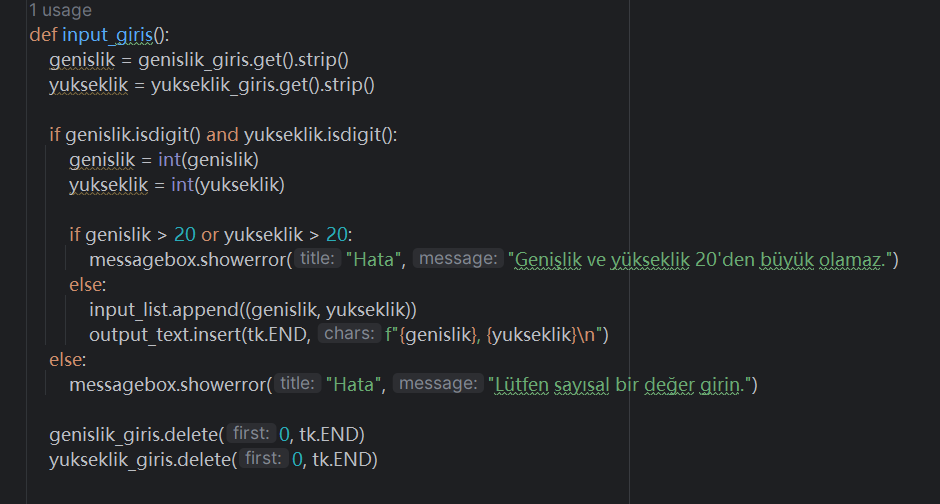 1 usage
def input_giris():
    genislik = genislik_giris.get().strip()
    yukseklik = yukseklik_giris.get().strip()

    if genislik.isdigit() and yukseklik.isdigit():
        genislik = int(genislik)
        yukseklik = int(yukseklik)

        if genislik > 20 or yukseklik > 20:
            messagebox.showerror( title: "Hata", message: "Genişlik ve yükseklik 20'den büyük olamaz.")
        else:
            input_list.append((genislik, yukseklik))
            output_text.insert(tk.END, chars: f"{genislik}, {yukseklik}\n")
    else:
        messagebox.showerror( title: "Hata", message: "Lütfen sayısal bir değer girin.")

    genislik_giris.delete( first: 0, tk.END)
    yukseklik_giris.delete( first: 0, tk.END)